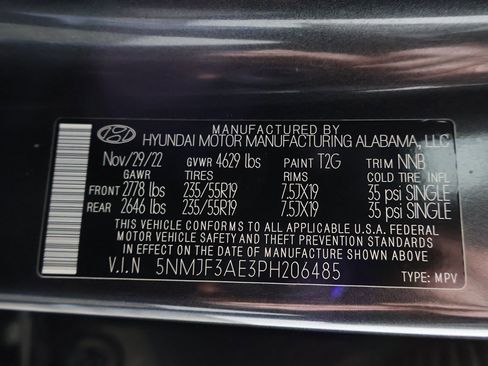 MANUFACTURED BY
HYUNDAI MOTOR MANUFACTURING ALABAMA, LLC
Nov/29/22 GVWR 4629 lbs PAINT T2G TRIM NNB
GAWR TIRES RIMS COLD TIRE INFL
FRONT 2778 lbs 235/55R19 7.5JX19 35 psi SINGLE
REAR 2646 lbs 235/55R19 7.5JX19 35 psi SINGLE
THIS VEHICLE CONFORMS TO ALL APPLICABLE U.S.A. FEDERAL
MOTOR VEHICLE SAFETY AND THEFT PREVENTION STANDARDS
IN EFFECT ON THE DATE OF MANUFACTURE SHOWN ABOVE
V.I.N 5NMJF3AE3PH206485 TYPE: MPV